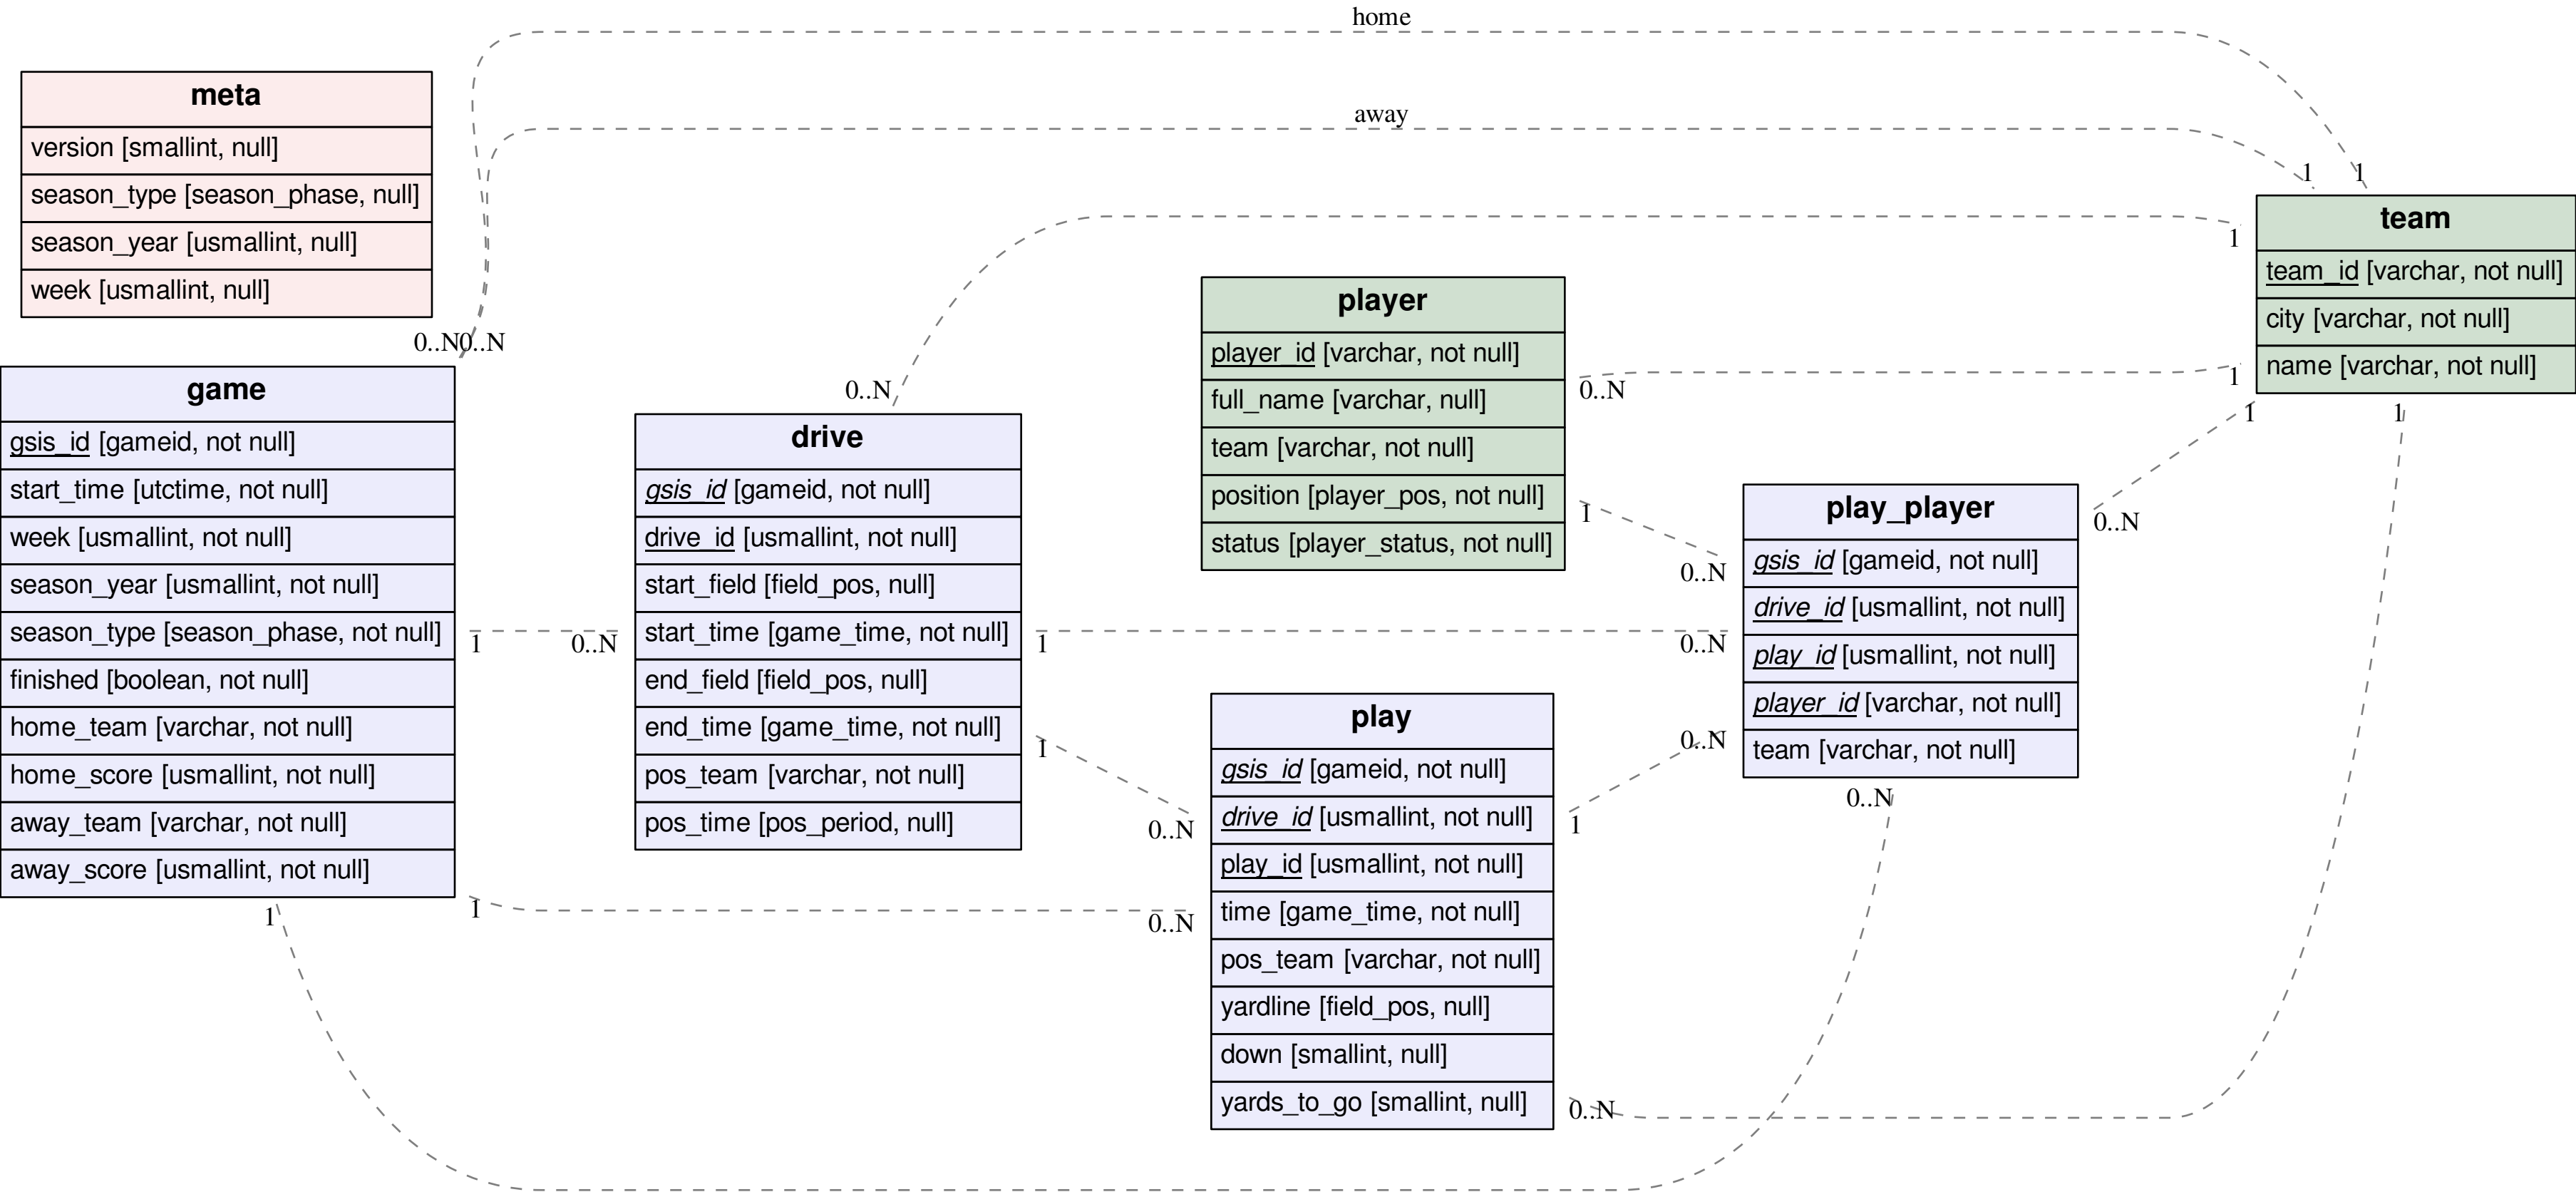 home
away
meta
version [smallint, null]
season_type [season_phase, null]
season_year [usmallint, null]
week [usmallint, null]
0..N
0..N
game
gsis_id [gameid, not null]
start_time [utctime, not null]
week [usmallint, not null]
season_year [usmallint, not null]
season_type [season_phase, not null]
finished [boolean, not null]
home_team [varchar, not null]
home_score [usmallint, not null]
away_team [varchar, not null]
away_score [usmallint, not null]
1
0..N
1
0..N
1
0..N
drive
gsis_id [gameid, not null]
drive_id [usmallint, not null]
start_field [field_pos, null]
start_time [game_time, not null]
end_field [field_pos, null]
end_time [game_time, not null]
pos_team [varchar, not null]
pos_time [pos_period, null]
1
0..N
1
0..N
player
player_id [varchar, not null]
full_name [varchar, null]
team [varchar, not null]
position [player_pos, not null]
status [player_status, not null]
0..N
1
1
0..N
play
gsis_id [gameid, not null]
drive_id [usmallint, not null]
play_id [usmallint, not null]
time [game_time, not null]
pos_team [varchar, not null]
yardline [field_pos, null]
down [smallint, null]
yards_to_go [smallint, null]
1
0..N
0..N
play_player
gsis_id [gameid, not null]
drive_id [usmallint, not null]
play_id [usmallint, not null]
player_id [varchar, not null]
team [varchar, not null]
0..N
0..N
1
1
1
team
team_id [varchar, not null]
city [varchar, not null]
name [varchar, not null]
1
1
1